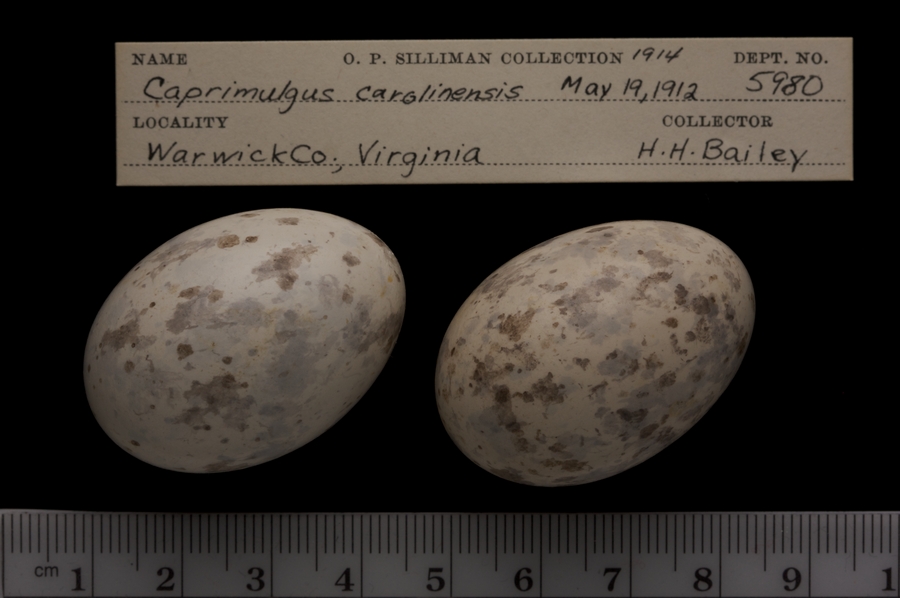 NAME O. P. SILLIMAN COLLECTION 1914 DEPT. NO.
Caprimulgus carolinensis May 19, 1912 5980
LOCALITY COLLECTOR
Warwick Co., Virginia H. H. Bailey
cm 1 2 3 4 5 6 7 8 9 1